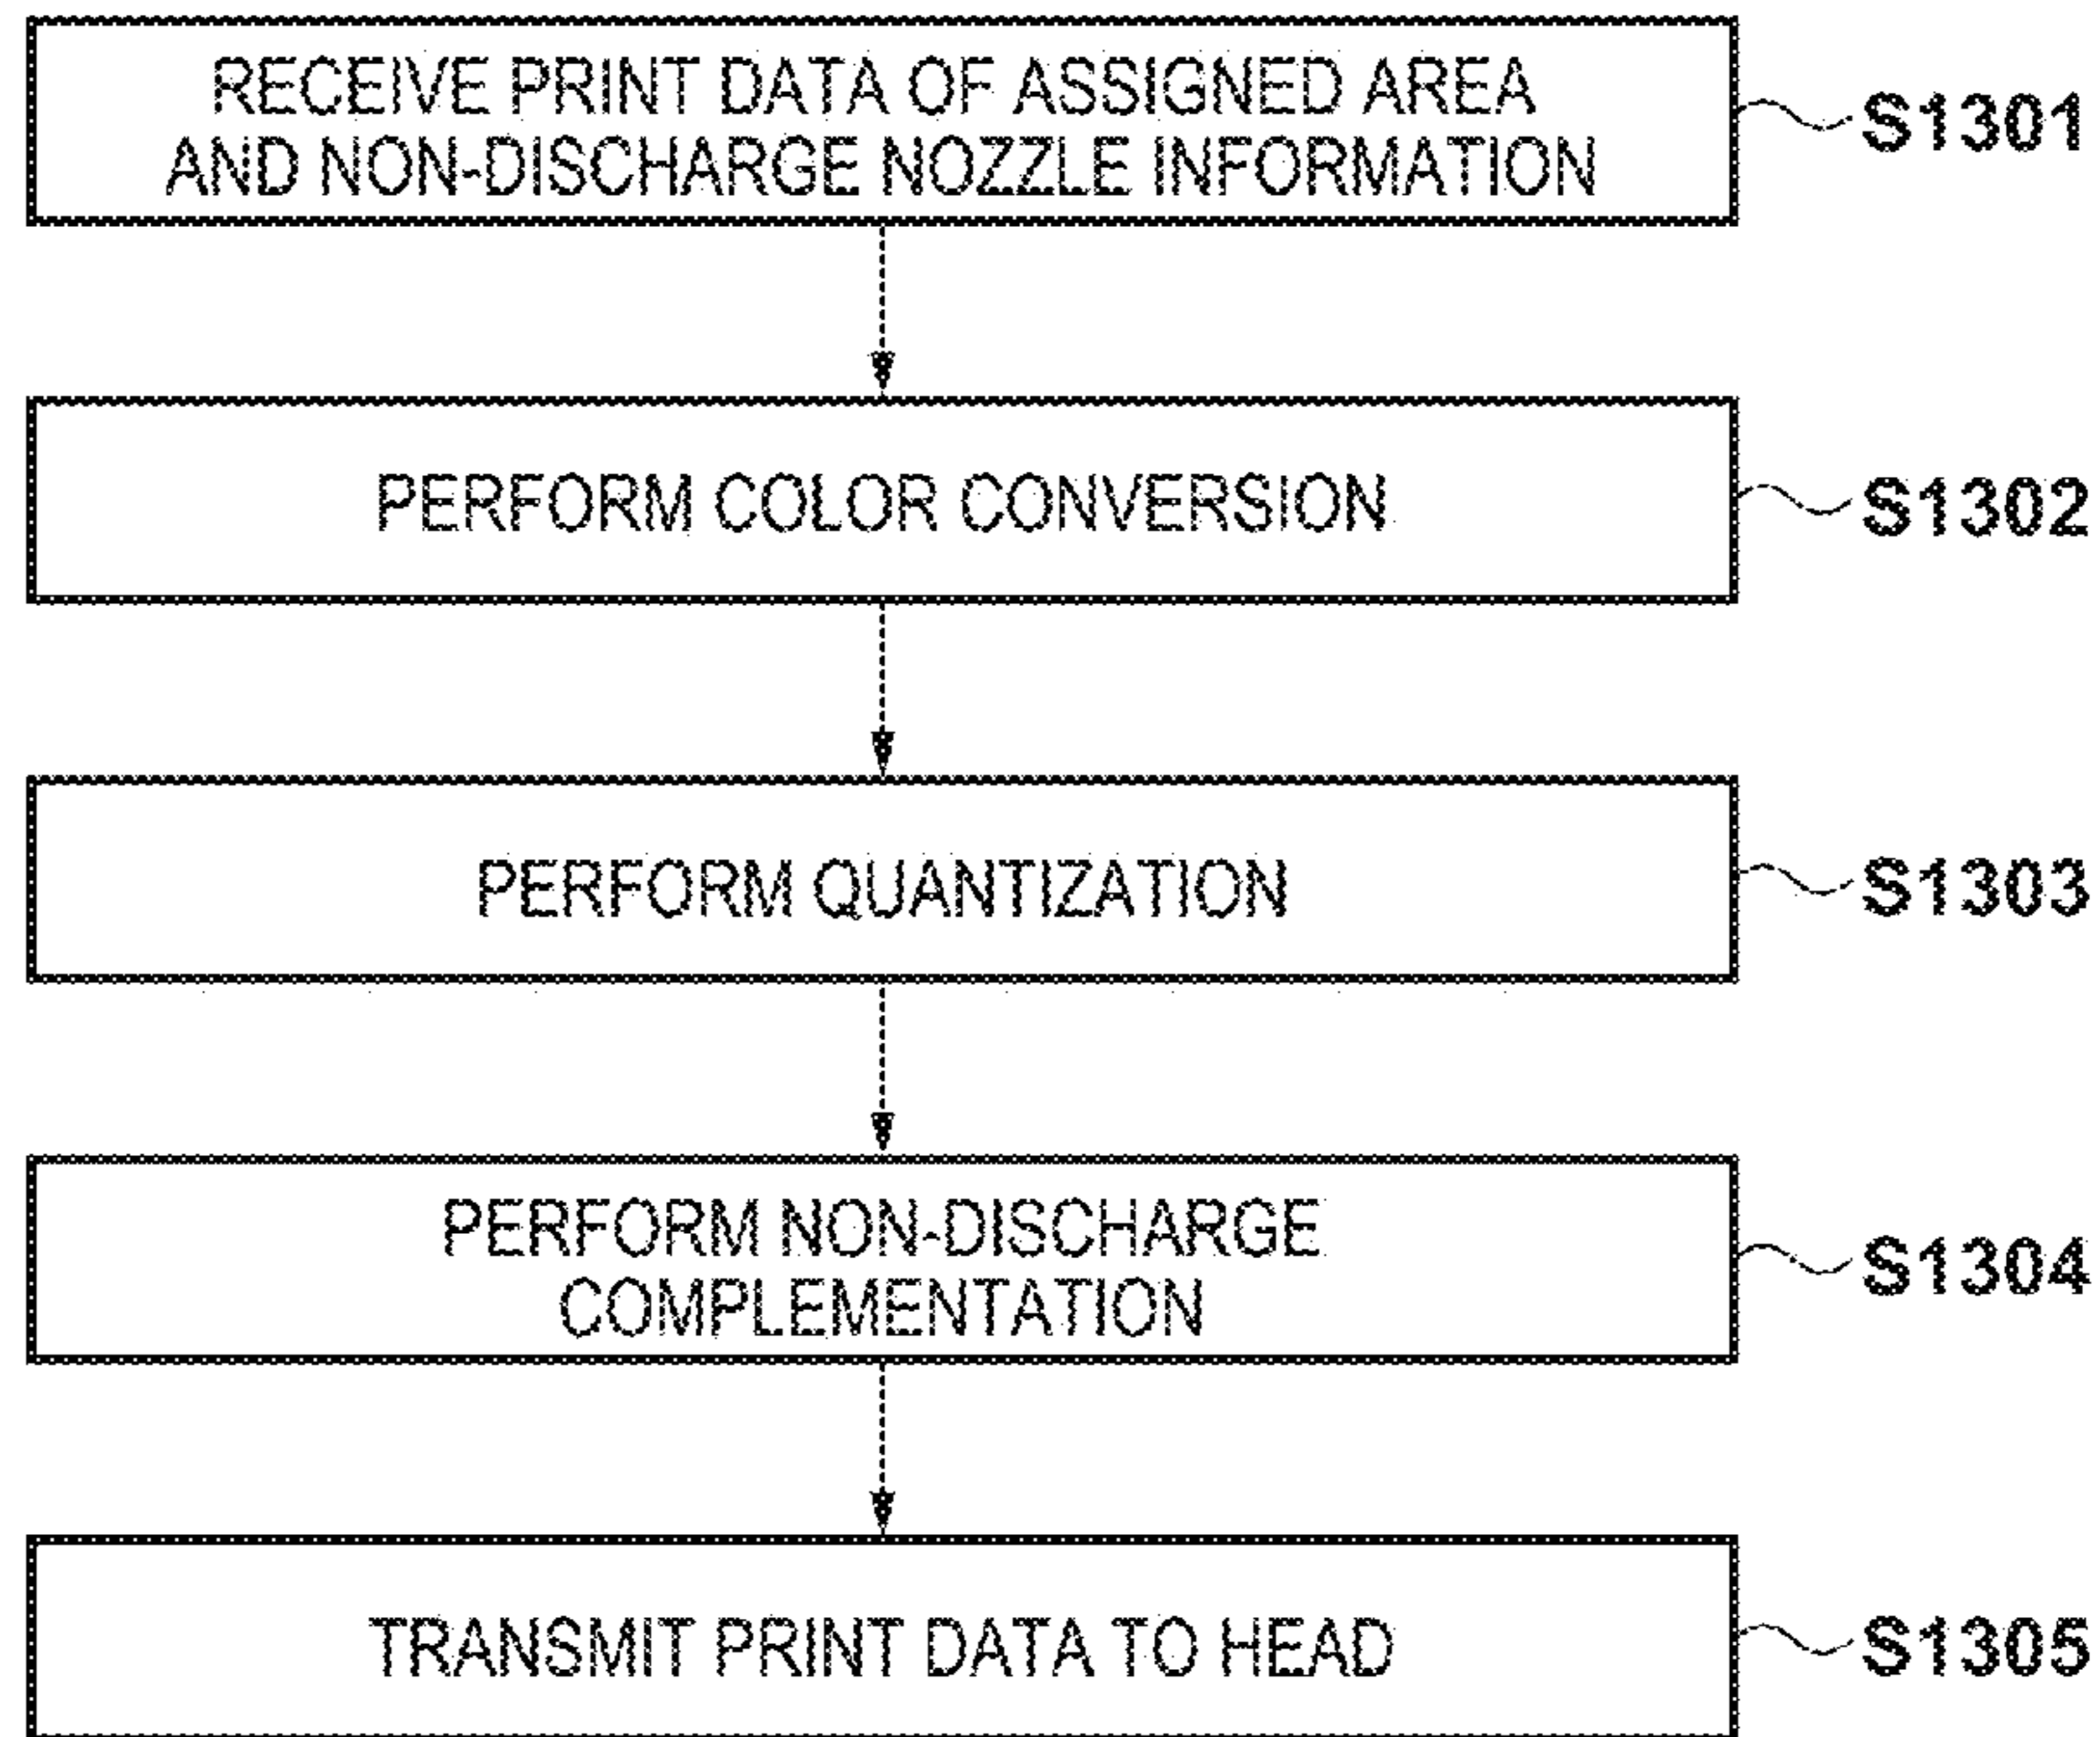 RECEIVE PRINT DATA OF ASSIGNED AREA
AND NON-DISCHARGE NOZZLE INFORMATION
S1301
PERFORM COLOR CONVERSION
S1302
PERFORM QUANTIZATION
S1303
PERFORM NON-DISCHARGE
COMPLEMENTATION
S1304
TRANSMIT PRINT DATA TO HEAD
S1305